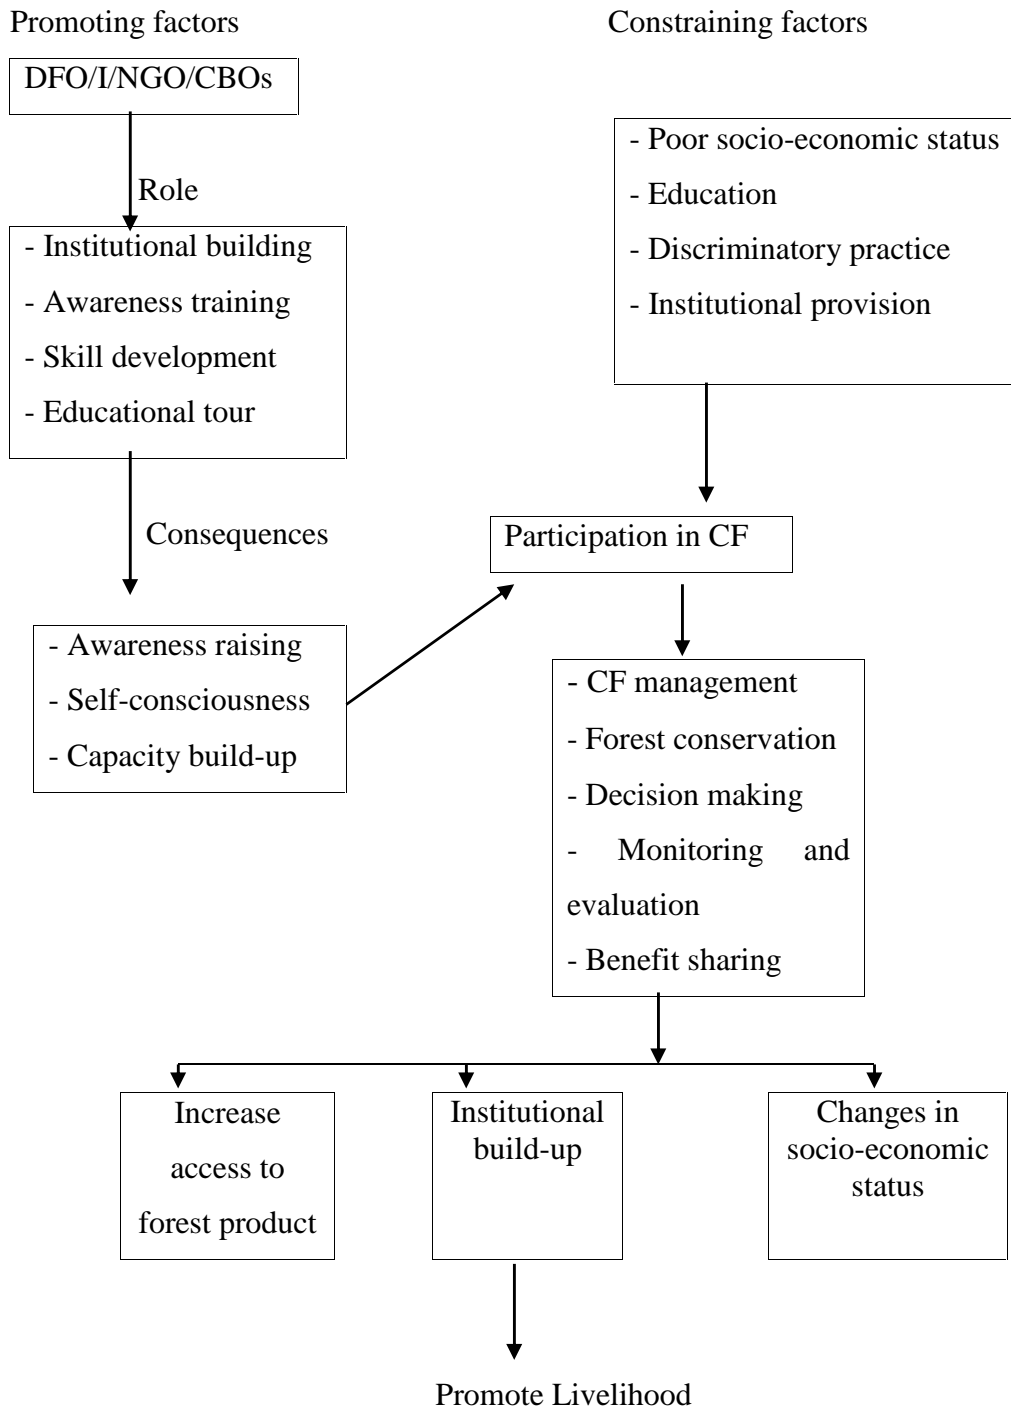 Promoting factors
Constraining factors
DFO/I/NGO/CBOs
Role
- Institutional building
- Awareness training
- Skill development
- Educational tour
- Poor socio-economic status
- Education
- Discriminatory practice
- Institutional provision
Consequences
- Awareness raising
- Self-consciousness
- Capacity build-up
Participation in CF
- CF management
- Forest conservation
- Decision making
- Monitoring and
evaluation
- Benefit sharing
Increase
access to
forest product
Institutional
build-up
Changes in
socio-economic
status
Promote Livelihood